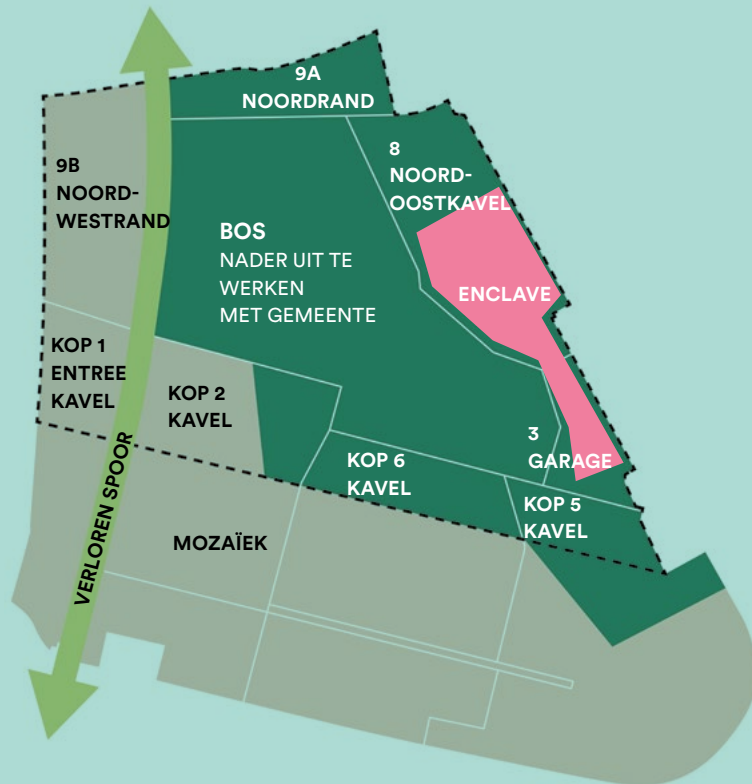 9A
NOORDRAND
8
NOORD-
OOSTKAVEL
9B
NOORD-
WESTRAND
BOS
NADER UIT TE
WERKEN
MET GEMEENTE
ENCLAVE
KOP 1
ENTREE
KAVEL
KOP 2
KAVEL
3
GARAGE
KOP 6
KAVEL
KOP 5
KAVEL
VERLOREN SPOOR
MOZAÏEK